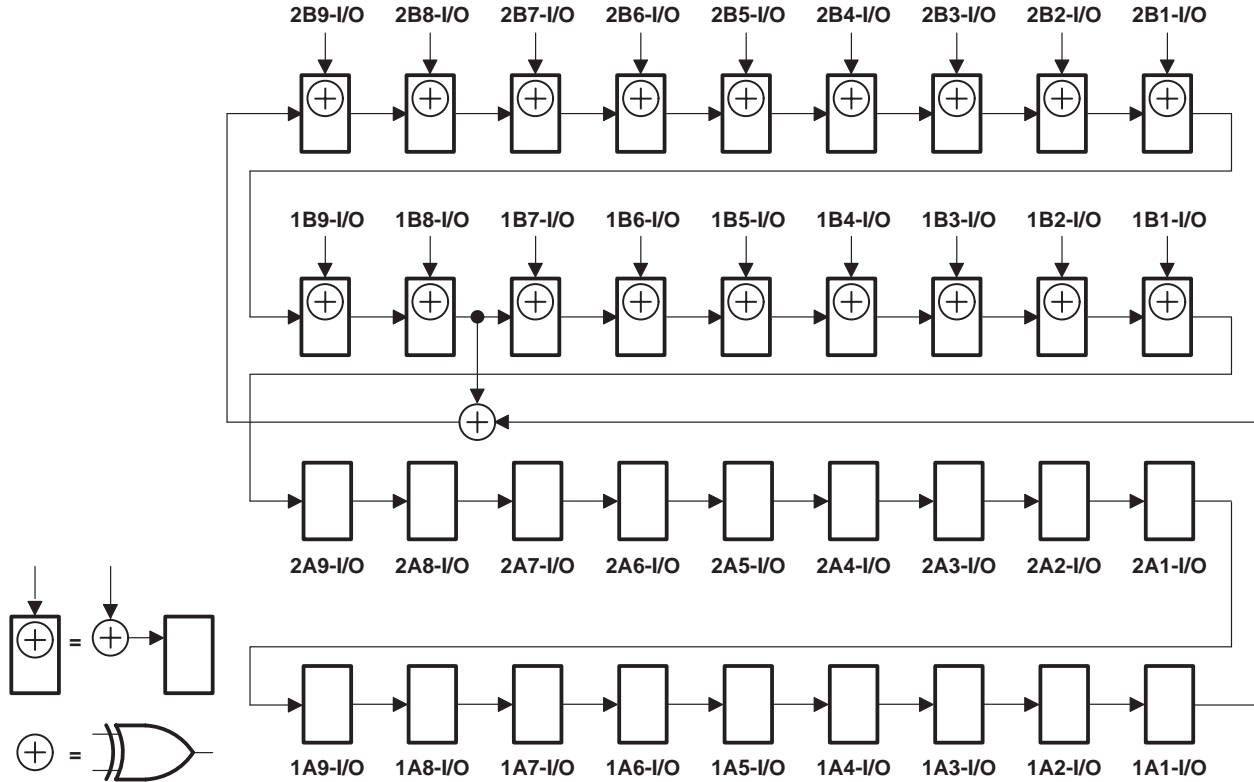 2B9-I/O 2B8-I/O 2B7-I/O 2B6-I/O 2B5-I/O 2B4-I/O 2B3-I/O 2B2-I/O 2B1-I/O
1B9-I/O 1B8-I/O 1B7-I/O 1B6-I/O 1B5-I/O 1B4-I/O 1B3-I/O 1B2-I/O 1B1-I/O
2A9-I/O 2A8-I/O 2A7-I/O 2A6-I/O 2A5-I/O 2A4-I/O 2A3-I/O 2A2-I/O 2A1-I/O
=
=
1A9-I/O 1A8-I/O 1A7-I/O 1A6-I/O 1A5-I/O 1A4-I/O 1A3-I/O 1A2-I/O 1A1-I/O